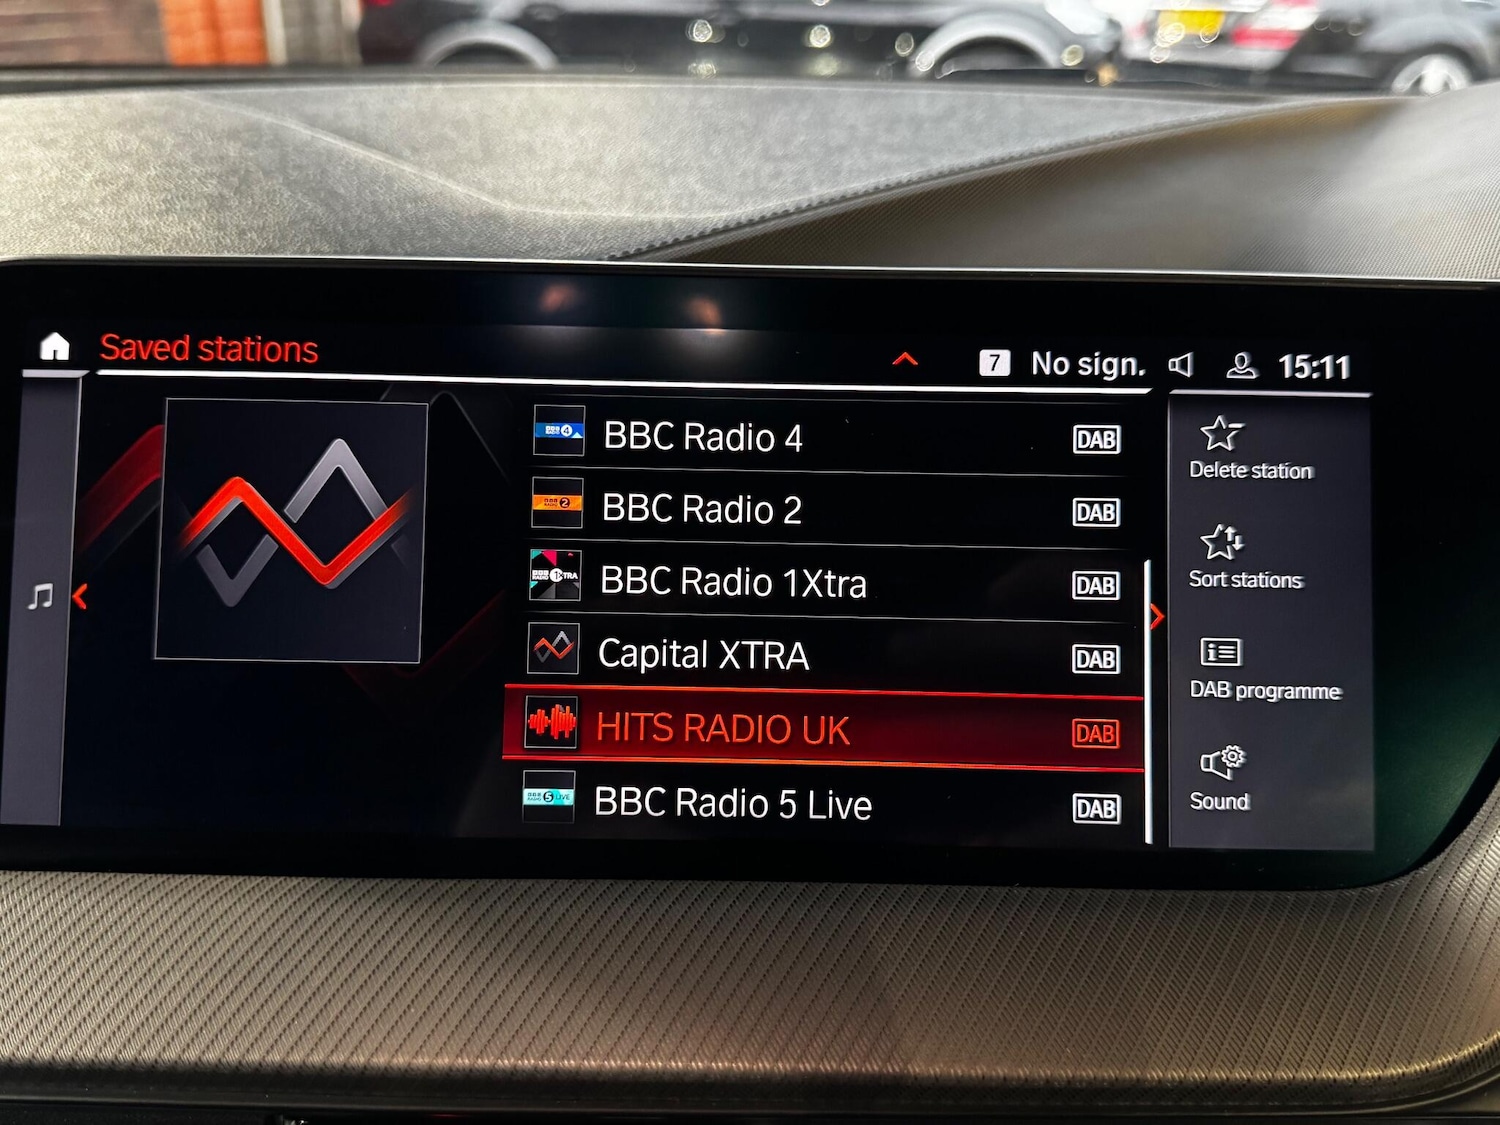 Saved stations
7 No sign. 15:11
BBC Radio 4 DAB
BBC Radio 2 DAB
BBC Radio 1Xtra DAB
Capital XTRA DAB
HITS RADIO UK DAB
BBC Radio 5 Live DAB
Delete station
Sort stations
DAB programme
Sound